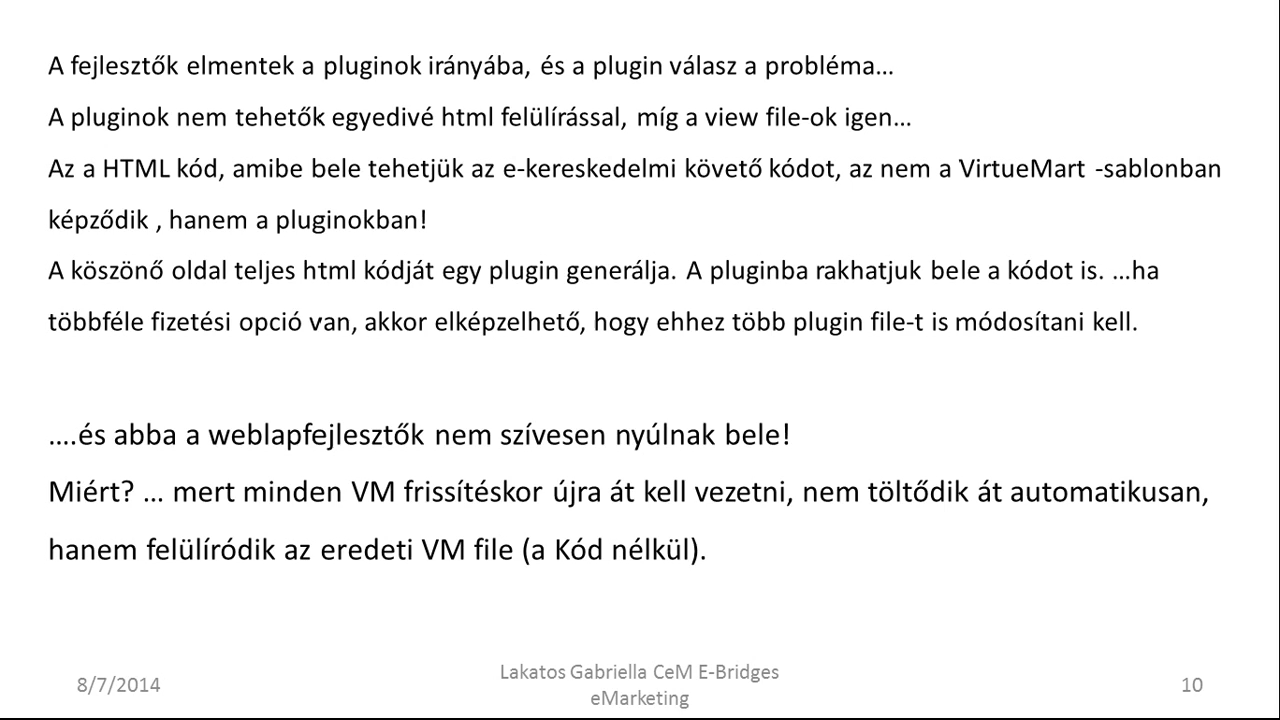 A fejlesztők elmentek a pluginok irányába, és a plugin válasz a probléma…
A pluginok nem tehetők egyedivé html felülírással, míg a view file-ok igen…
Az a HTML kód, amibe bele tehetjük az e-kereskedelmi követő kódot, az nem a VirtueMart -sablonban
képződik , hanem a pluginokban!
A köszönő oldal teljes html kódját egy plugin generálja. A pluginba rakhatjuk bele a kódot is. …ha
többféle fizetési opció van, akkor elképzelhető, hogy ehhez több plugin file-t is módosítani kell.
….és abba a weblapfejlesztők nem szívesen nyúlnak bele!
Miért? … mert minden VM frissítéskor újra át kell vezetni, nem töltődik át automatikusan,
hanem felülíródik az eredeti VM file (a Kód nélkül).
8/7/2014
Lakatos Gabriella CeM E-Bridges
eMarketing
10